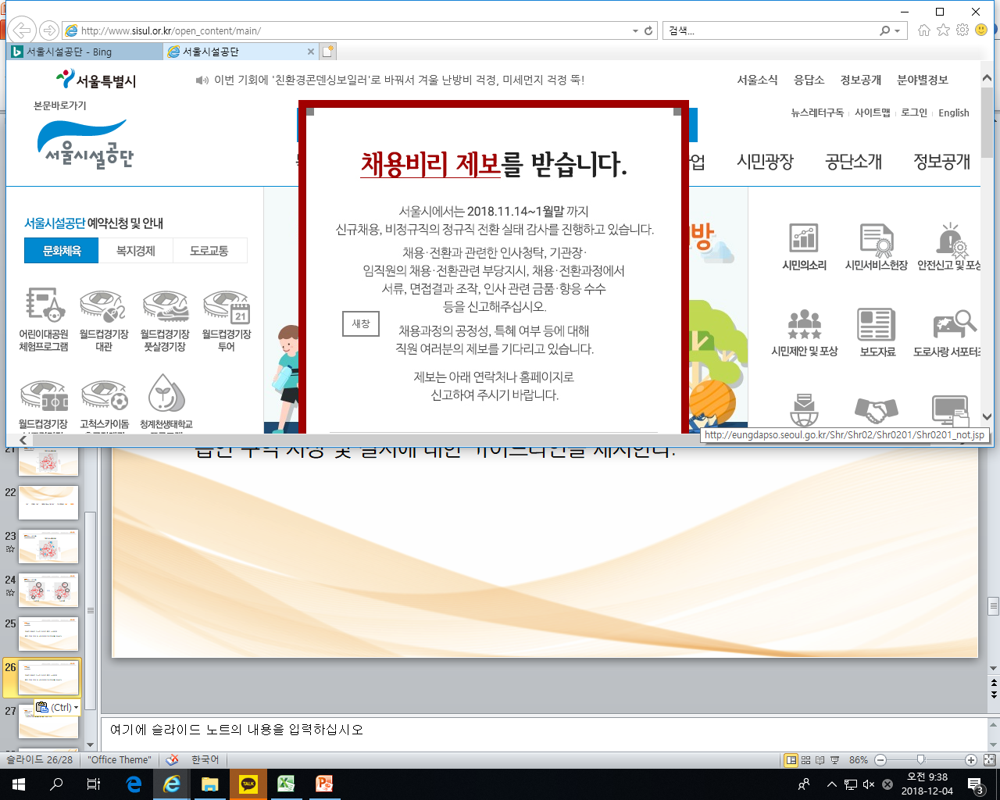 http://www.sisul.or.kr/open_content/main/
검색...
서울시설공단 - Bing
서울시설공단
서울특별시
이번 기회에 '친환경콘덴싱보일러'로 바꿔서 겨울 난방비 걱정, 미세먼지 걱정 뚝!
서울소식 응답소 정보공개 분야별정보
본문바로가기
뉴스레터구독 사이트맵 로그인 English
서울시설공단
업 시민광장 공단소개 정보공개
채용비리 제보를 받습니다.
서울시에서는 2018.11.14~1월말 까지
신규채용, 비정규직의 정규직 전환 실태 감사를 진행하고 있습니다.
채용·전환과 관련한 인사청탁, 기관장·
임직원의 채용·전환관련 부당지시, 채용·전환과정에서
서류, 면접결과 조작, 인사 관련 금품·향응 수수
등을 신고해주십시오.
새창
채용과정의 공정성, 특혜 여부 등에 대해
직원 여러분의 제보를 기다리고 있습니다.
제보는 아래 연락처나 홈페이지로
신고하여 주시기 바랍니다.
서울시설공단 예약신청 및 안내
문화체육 복지경제 도로교통
어린이대공원
체험프로그램
월드컵경기장
대관
월드컵경기장
풋살경기장
월드컵경기장
투어
21
월드컵경기장
고척스카이돔
청계천생태학교
방
시민의소리 시민서비스헌장 안전신고 및 포상
시민제안 및 포상 보도자료 도로사랑 서포터즈
http://eungdapso.seoul.go.kr/Shr/Shr02/Shr0201/Shr0201_not.jsp
21
22
23
24
25
26
(Ctrl)
27
여기에 슬라이드 노트의 내용을 입력하십시오
슬라이드 26/28 "Office Theme" 한국어 86%
TALK
오전 9:38
2018-12-04
3